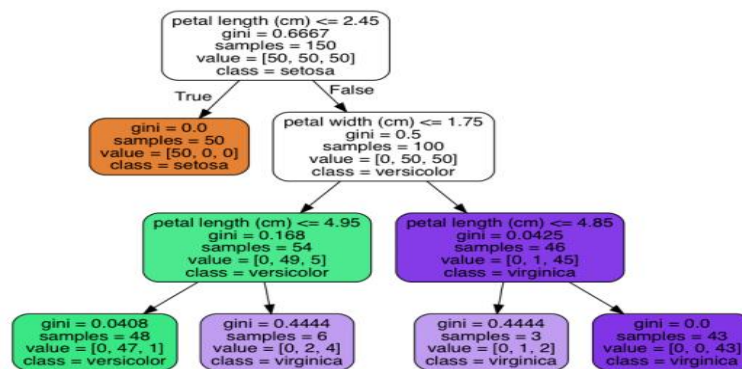 petal length (cm) <= 2.45
gini = 0.6667
samples = 150
value = [50, 50, 50]
class = setosa
True
False
gini = 0.0
samples = 50
value = [50, 0, 0]
class = setosa
petal width (cm) <= 1.75
gini = 0.5
samples = 100
value = [0, 50, 50]
class = versicolor
petal length (cm) <= 4.95
gini = 0.168
samples = 54
value = [0, 49, 5]
class = versicolor
petal length (cm) <= 4.85
gini = 0.0425
samples = 46
value = [0, 1, 45]
class = virginica
gini = 0.0408
samples = 48
value = [0, 47, 1]
class = versicolor
gini = 0.4444
samples = 6
value = [0, 2, 4]
class = virginica
gini = 0.4444
samples = 3
value = [0, 1, 2]
class = virginica
gini = 0.0
samples = 43
value = [0, 0, 43]
class = virginica